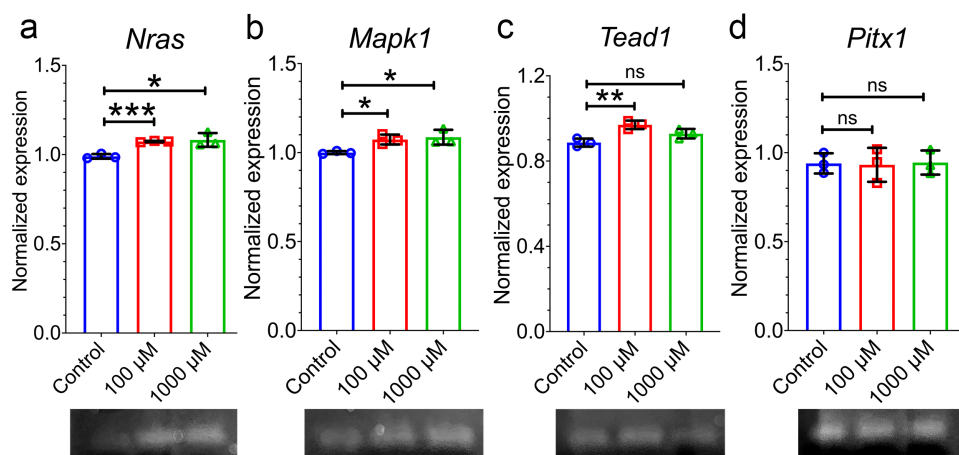 a
Nras
Normalized expression
1.5
1.0
0.5
0.0
*
***
Control
100 µM
1000 µM
b
Mapk1
Normalized expression
1.5
1.0
0.5
0.0
*
*
Control
100 µM
1000 µM
c
Tead1
Normalized expression
1.2
0.8
0.4
0.0
ns
**
Control
100 µM
1000 µM
d
Pitx1
Normalized expression
1.5
1.0
0.5
0.0
ns
ns
Control
100 µM
1000 µM